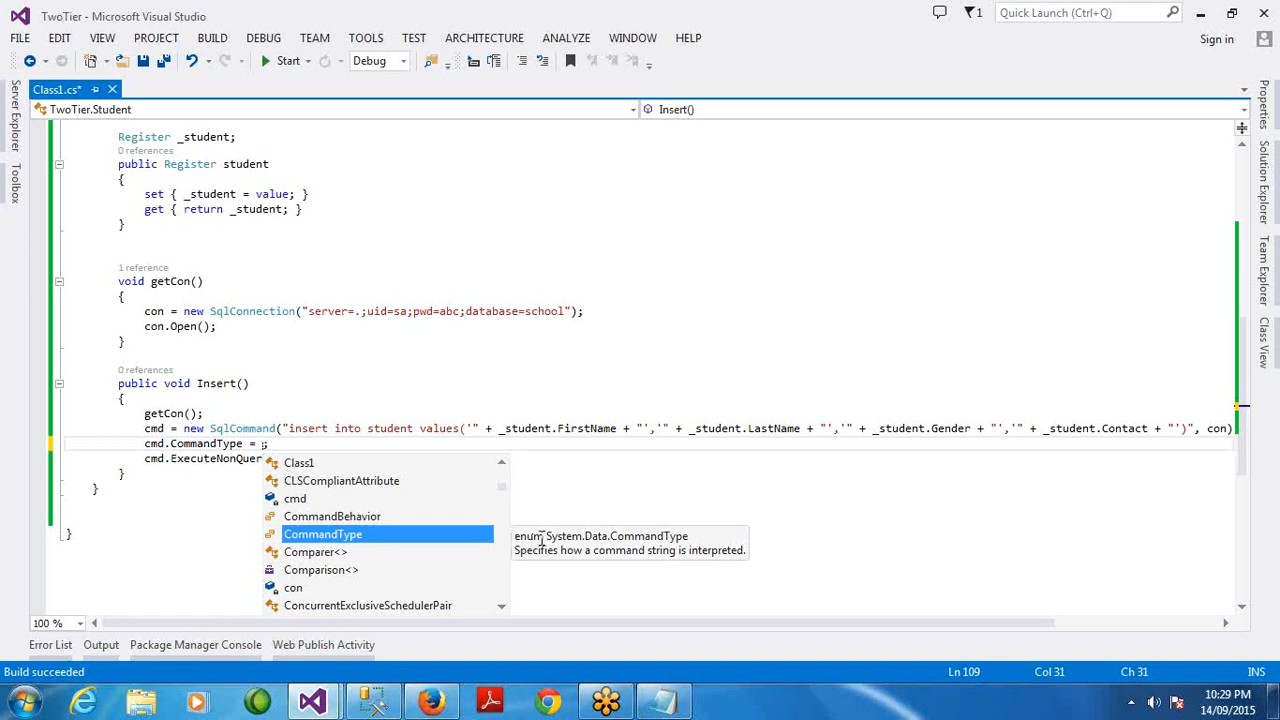 TwoTier - Microsoft Visual Studio
1
Quick Launch (Ctrl+Q)
FILE EDIT VIEW PROJECT BUILD DEBUG TEAM TOOLS TEST ARCHITECTURE ANALYZE WINDOW HELP
Sign in
Start
Debug
Class1.cs*
TwoTier.Student
Insert()
Server Explorer
Toolbox
Properties
Solution Explorer
Team Explorer
Class View
Register _student;
0 references
public Register student
{
set { _student = value; }
get { return _student; }
}
1 reference
void getCon()
{
con = new SqlConnection("server=.;uid=sa;pwd=abc;database=school");
con.Open();
}
0 references
public void Insert()
{
getCon();
cmd = new SqlCommand("insert into student values('" + _student.FirstName + "','" + _student.LastName + "','" + _student.Gender + "','" + _student.Contact + "')", con)
cmd.CommandType = ;
cmd.ExecuteNonQuer
}
}
}
Class1
CLSCompliantAttribute
cmd
CommandBehavior
CommandType
Comparer<>
Comparison<>
con
ConcurrentExclusiveSchedulerPair
enum System.Data.CommandType
Specifies how a command string is interpreted.
100 %
Error List Output Package Manager Console Web Publish Activity
Build succeeded
Ln 109 Col 31 Ch 31 INS
10:29 PM
14/09/2015